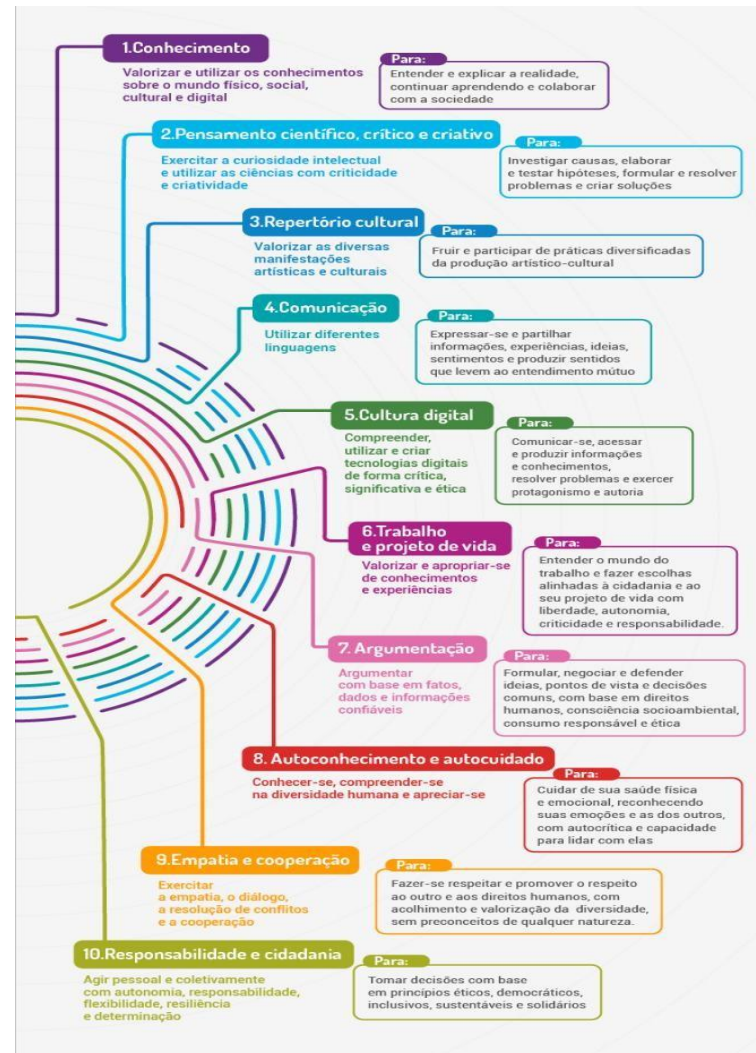 1.Conhecimento
Valorizar e utilizar os conhecimentos
sobre o mundo físico, social,
cultural e digital
Para:
Entender e explicar a realidade,
continuar aprendendo e colaborar
com a sociedade
2.Pensamento científico, crítico e criativo
Exercitar a curiosidade intelectual
e utilizar as ciências com criticidade
e criatividade
Para:
Investigar causas, elaborar
e testar hipóteses, formular e resolver
problemas e criar soluções
3.Repertório cultural
Valorizar as diversas
manifestações
artísticas e culturais
Para:
Fruir e participar de práticas diversificadas
da produção artístico-cultural
4.Comunicação
Utilizar diferentes
linguagens
Para:
Expressar-se e partilhar
informações, experiências, ideias,
sentimentos e produzir sentidos
que levem ao entendimento mútuo
5.Cultura digital
Compreender,
utilizar e criar
tecnologias digitais
de forma crítica,
significativa e ética
Para:
Comunicar-se, acessar
e produzir informações
e conhecimentos,
resolver problemas e exercer
protagonismo e autoria
6.Trabalho
e projeto de vida
Valorizar e apropriar-se
de conhecimentos
e experiências
Para:
Entender o mundo do
trabalho e fazer escolhas
alinhadas à cidadania e ao
seu projeto de vida com
liberdade, autonomia,
criticidade e responsabilidade.
7. Argumentação
Argumentar
com base em fatos,
dados e informações
confiáveis
Para:
Formular, negociar e defender
ideias, pontos de vista e decisões
comuns, com base em direitos
humanos, consciência socioambiental,
consumo responsável e ética
8. Autoconhecimento e autocuidado
Conhecer-se, compreender-se
na diversidade humana e apreciar-se
Para:
Cuidar de sua saúde física
e emocional, reconhecendo
suas emoções e as dos outros,
com autocrítica e capacidade
para lidar com elas
9.Empatia e cooperação
Exercitar
a empatia, o diálogo,
a resolução de conflitos
e a cooperação
Para:
Fazer-se respeitar e promover o respeito
ao outro e aos direitos humanos, com
acolhimento e valorização da diversidade,
sem preconceitos de qualquer natureza.
10.Responsabilidade e cidadania
Agir pessoal e coletivamente
com autonomia, responsabilidade,
flexibilidade, resiliência
e determinação
Para:
Tomar decisões com base
em princípios éticos, democráticos,
inclusivos, sustentáveis e solidários